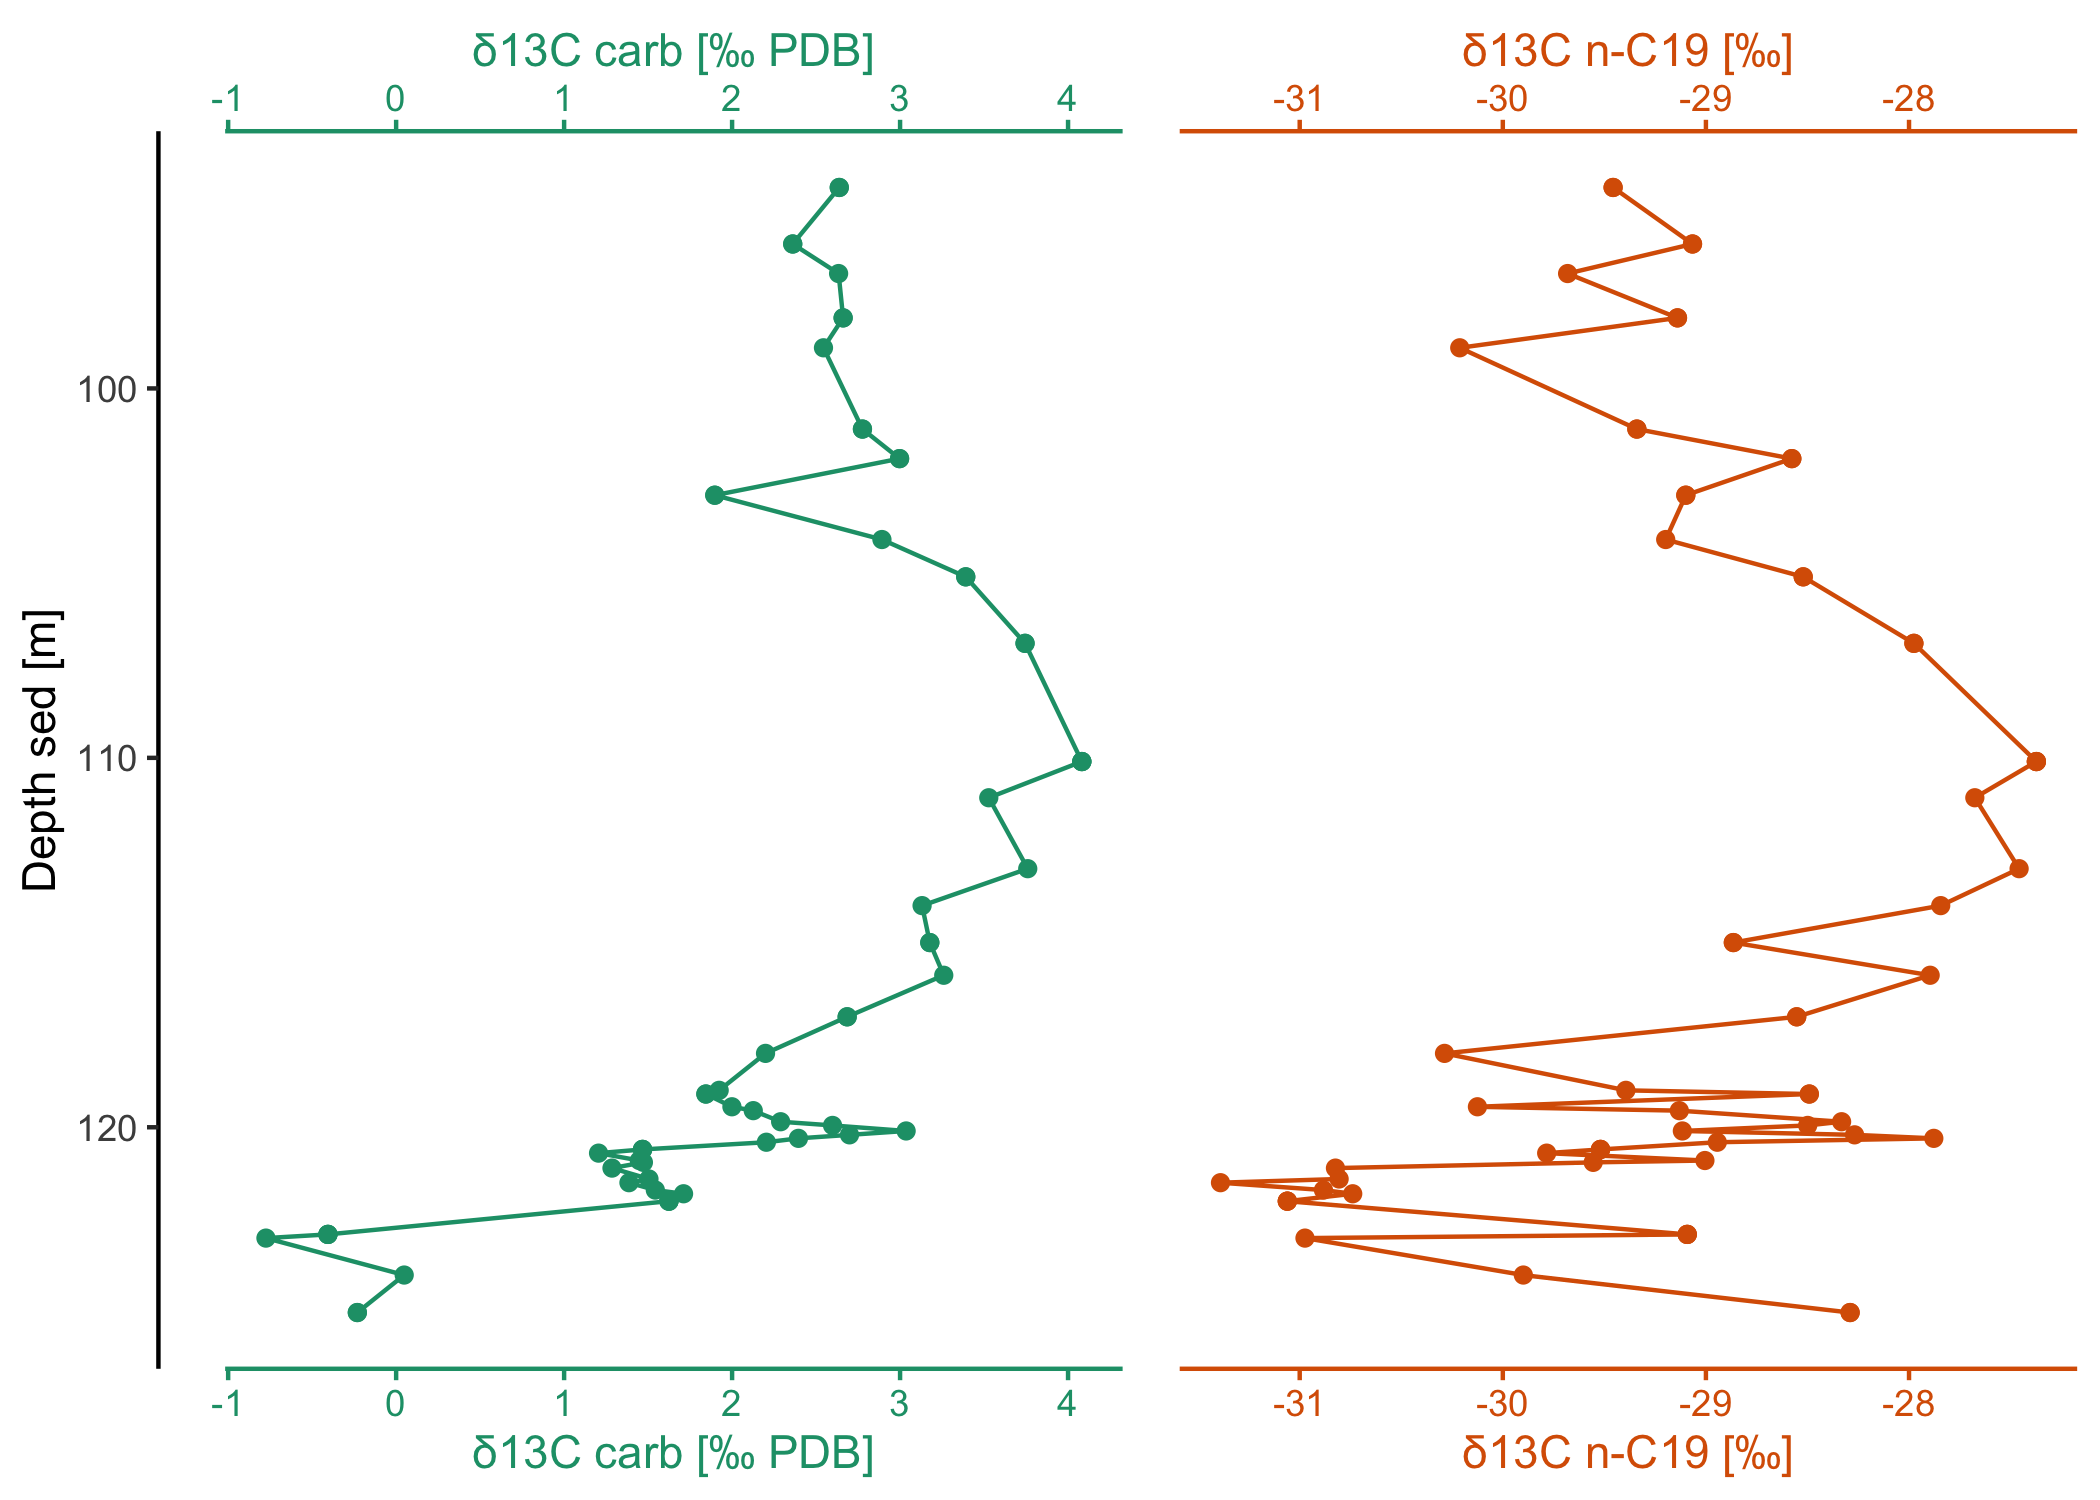 δ13C carb [‰ PDB]
-1 0 1 2 3 4
δ13C n-C19 [‰]
-31 -30 -29 -28
Depth sed [m]
100
110
120
-1 0 1 2 3 4
δ13C carb [‰ PDB]
-31 -30 -29 -28
δ13C n-C19 [‰]